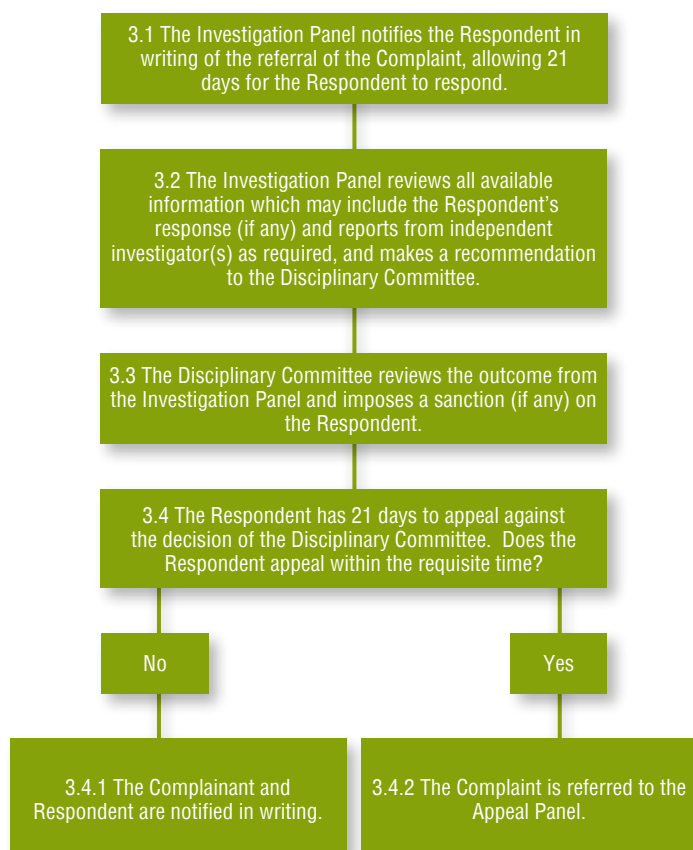 3.1 The Investigation Panel notifies the Respondent in
writing of the referral of the Complaint, allowing 21
days for the Respondent to respond.
3.2 The Investigation Panel reviews all available
information which may include the Respondent’s
response (if any) and reports from independent
investigator(s) as required, and makes a recommendation
to the Disciplinary Committee.
3.3 The Disciplinary Committee reviews the outcome from
the Investigation Panel and imposes a sanction (if any) on
the Respondent.
3.4 The Respondent has 21 days to appeal against
the decision of the Disciplinary Committee.  Does the
Respondent appeal within the requisite time?
No
Yes
3.4.1 The Complainant and
Respondent are notified in writing.
3.4.2 The Complaint is referred to the
Appeal Panel.